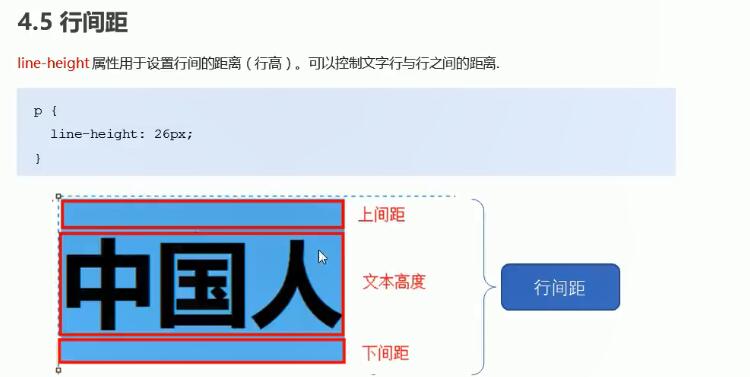 4.5 行间距
line-height 属性用于设置行间的距离（行高）。可以控制文字行与行之间的距离.
p {
  line-height: 26px;
}
上间距
中国人
文本高度
行间距
下间距